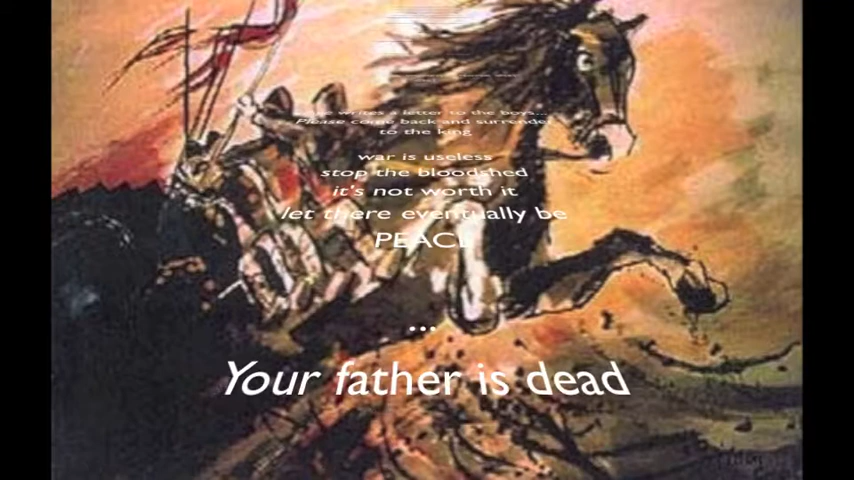 writes a letter to the boys...
Please come back and surrender
to the king
war is useless
stop the bloodshed
it's not worth it
let there eventually be
PEACE
...
Your father is dead